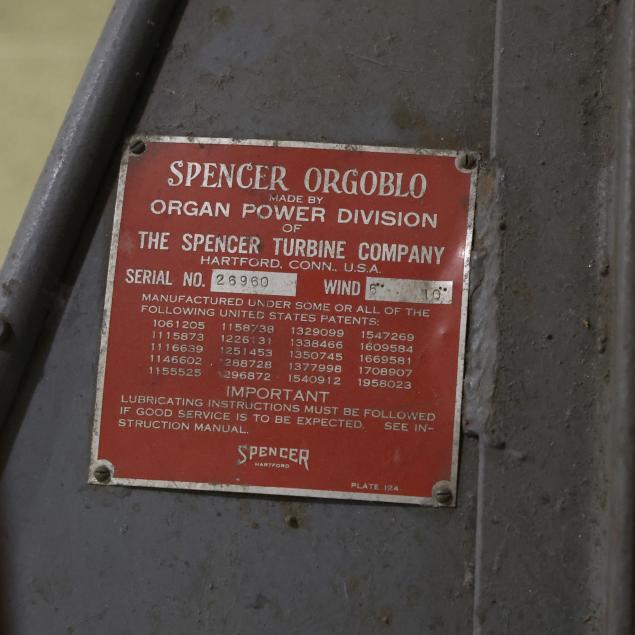 SPENCER ORGOBLO
MADE BY
ORGAN POWER DIVISION
OF
THE SPENCER TURBINE COMPANY
HARTFORD, CONN., U.S.A.
SERIAL NO. 26960 WIND 6" 10"
MANUFACTURED UNDER SOME OR ALL OF THE
FOLLOWING UNITED STATES PATENTS:
1061205 1158738 1329099 1547269
1115873 1226131 1338466 1609584
1116639 1251453 1350745 1669581
1146602 1288728 1377998 1708907
1155525 1296872 1540912 1958023
IMPORTANT
LUBRICATING INSTRUCTIONS MUST BE FOLLOWED
IF GOOD SERVICE IS TO BE EXPECTED. SEE IN-
STRUCTION MANUAL.
SPENCER
HARTFORD
PLATE 124